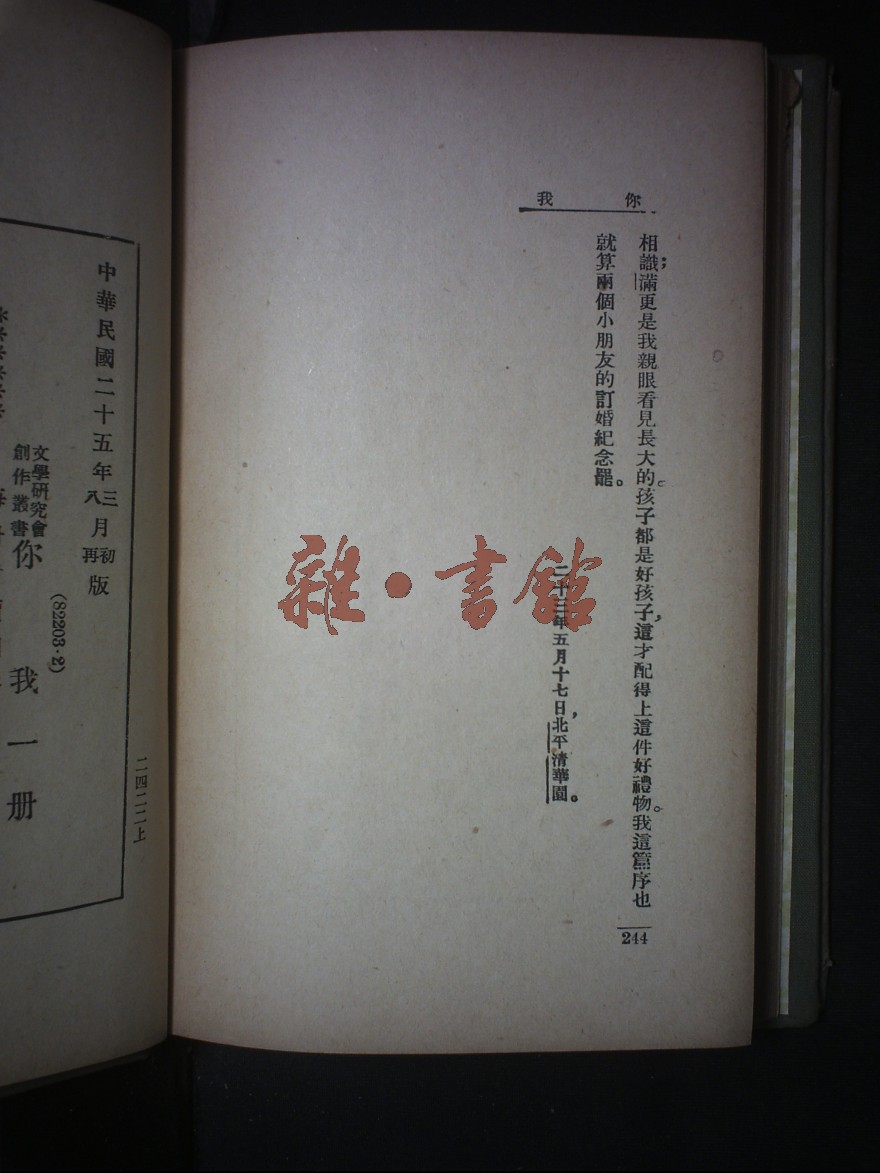 你我
相識;滿更是我親眼看見長大的。孩子都是好孩子,這才配得上這件好禮物。我這篇序也
就算兩個小朋友的訂婚紀念罷。
二十三年五月十七日,北平清華園。
244
雜·書館
二四二二上
中華民國二十五年三月初版
八月再版
(82203·2)
文學研究會
創作叢書
你我一册